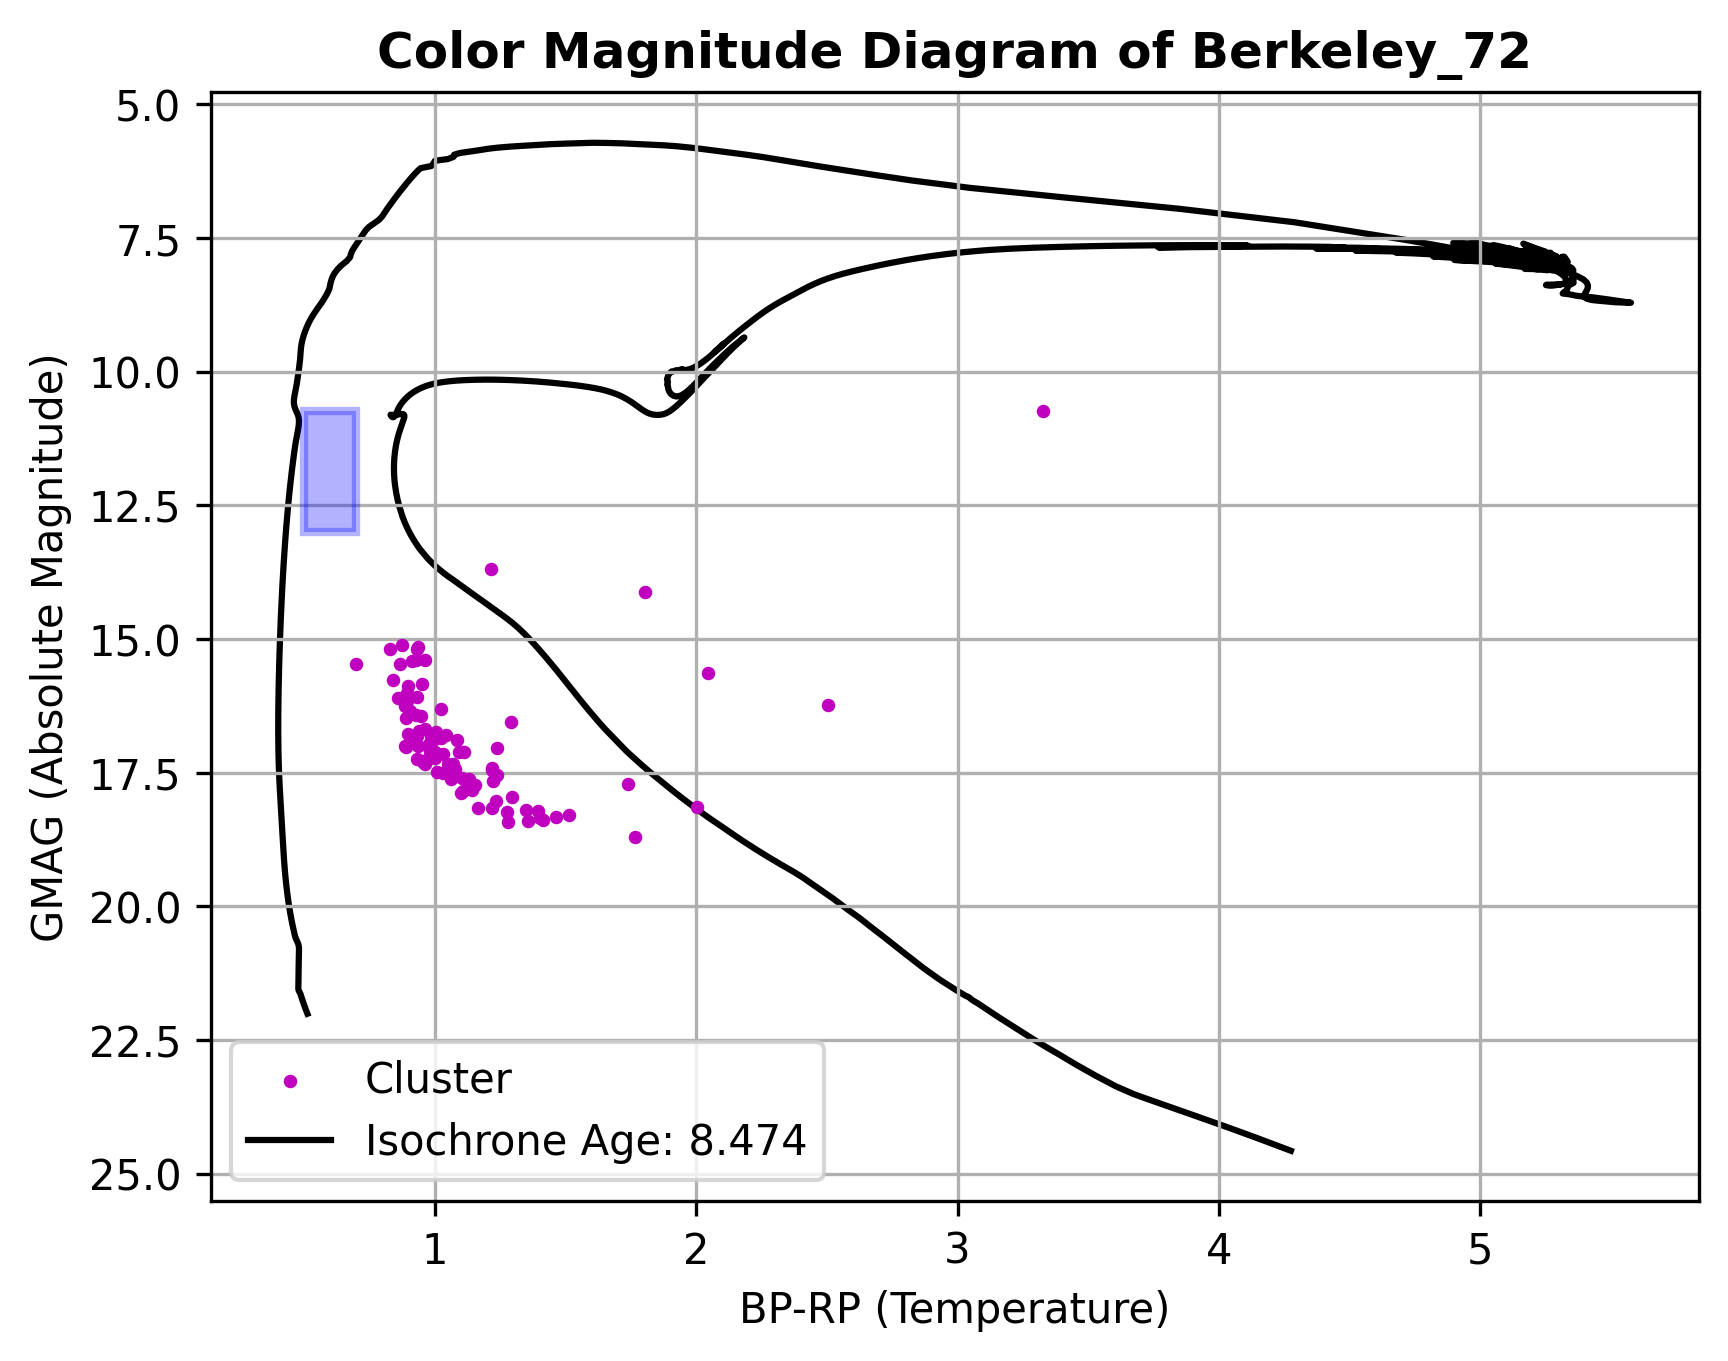 Color Magnitude Diagram of Berkeley_72
GMAG (Absolute Magnitude)
5.0
7.5
10.0
12.5
15.0
17.5
20.0
22.5
25.0
Cluster
Isochrone Age: 8.474
1 2 3 4 5
BP-RP (Temperature)